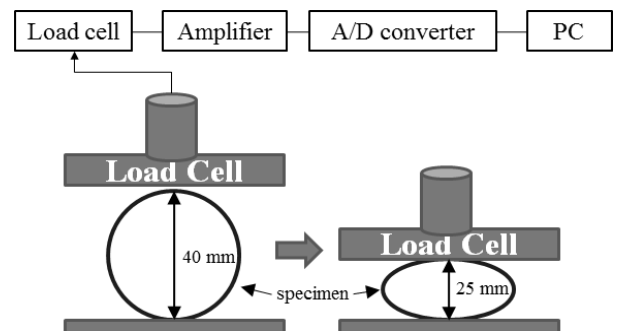 Load cell
Amplifier
A/D converter
PC
Load Cell
40 mm
Load Cell
25 mm
specimen